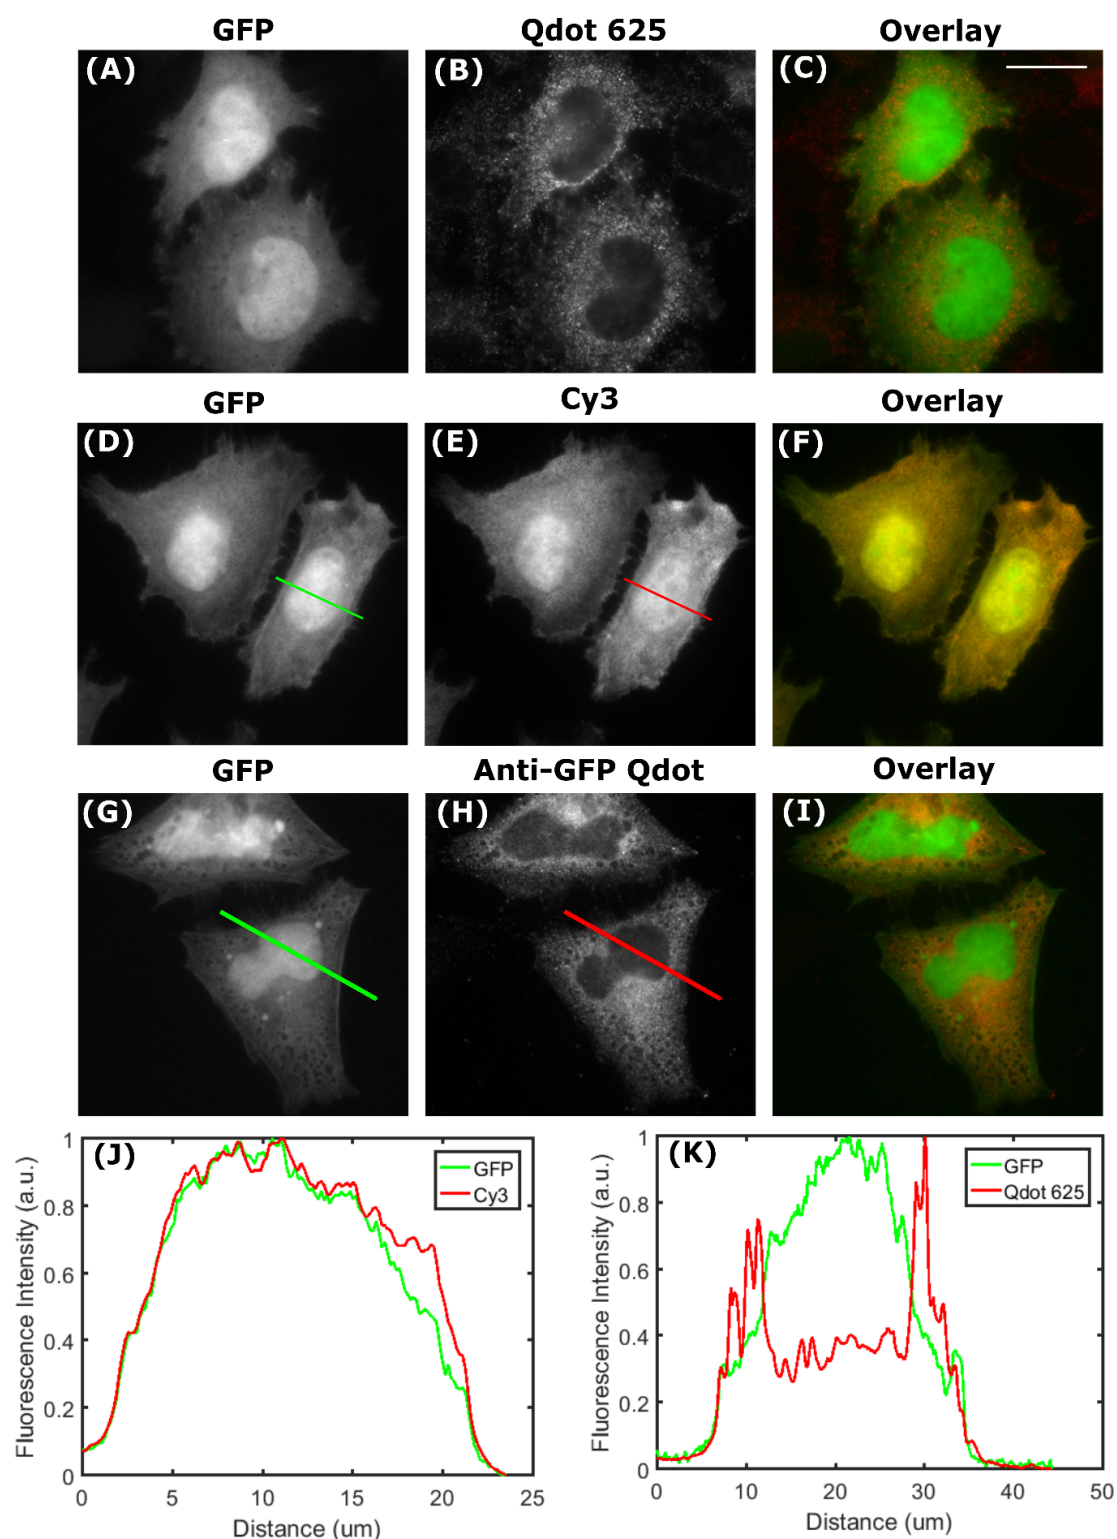 GFP Qdot 625 Overlay
(A) (B) (C)
GFP Cy3 Overlay
(D) (E) (F)
GFP Anti-GFP Qdot Overlay
(G) (H) (I)
(J)
GFP
Cy3
Fluorescence Intensity (a.u.)
1
0.8
0.6
0.4
0.2
0
0 5 10 15 20 25
Distance (um)
(K)
GFP
Qdot 625
Fluorescence Intensity (a.u.)
1
0.8
0.6
0.4
0.2
0
0 10 20 30 40 50
Distance (um)